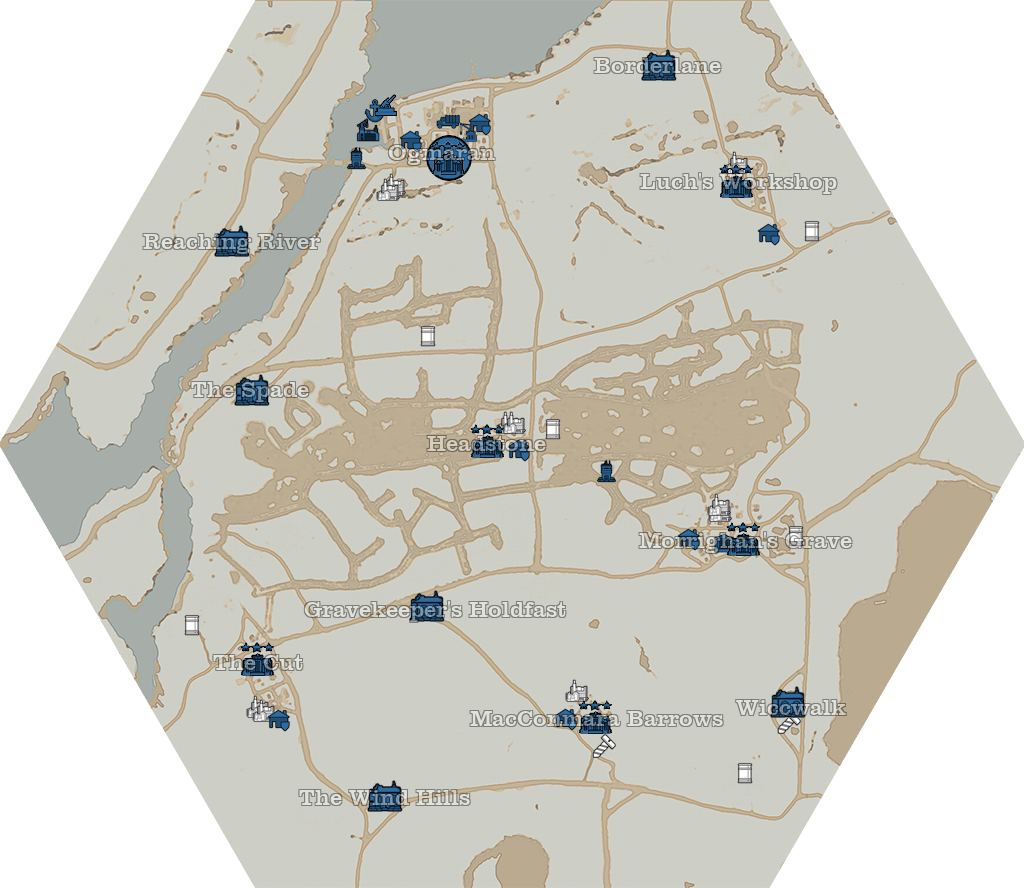 Borderlane
Ogmaran
Luch's Workshop
Reaching River
The Spade
Headstone
Morrighan's Grave
Gravekeeper's Holdfast
The Cut
Wiccwalk
MacConmara Barrows
The Wind Hills